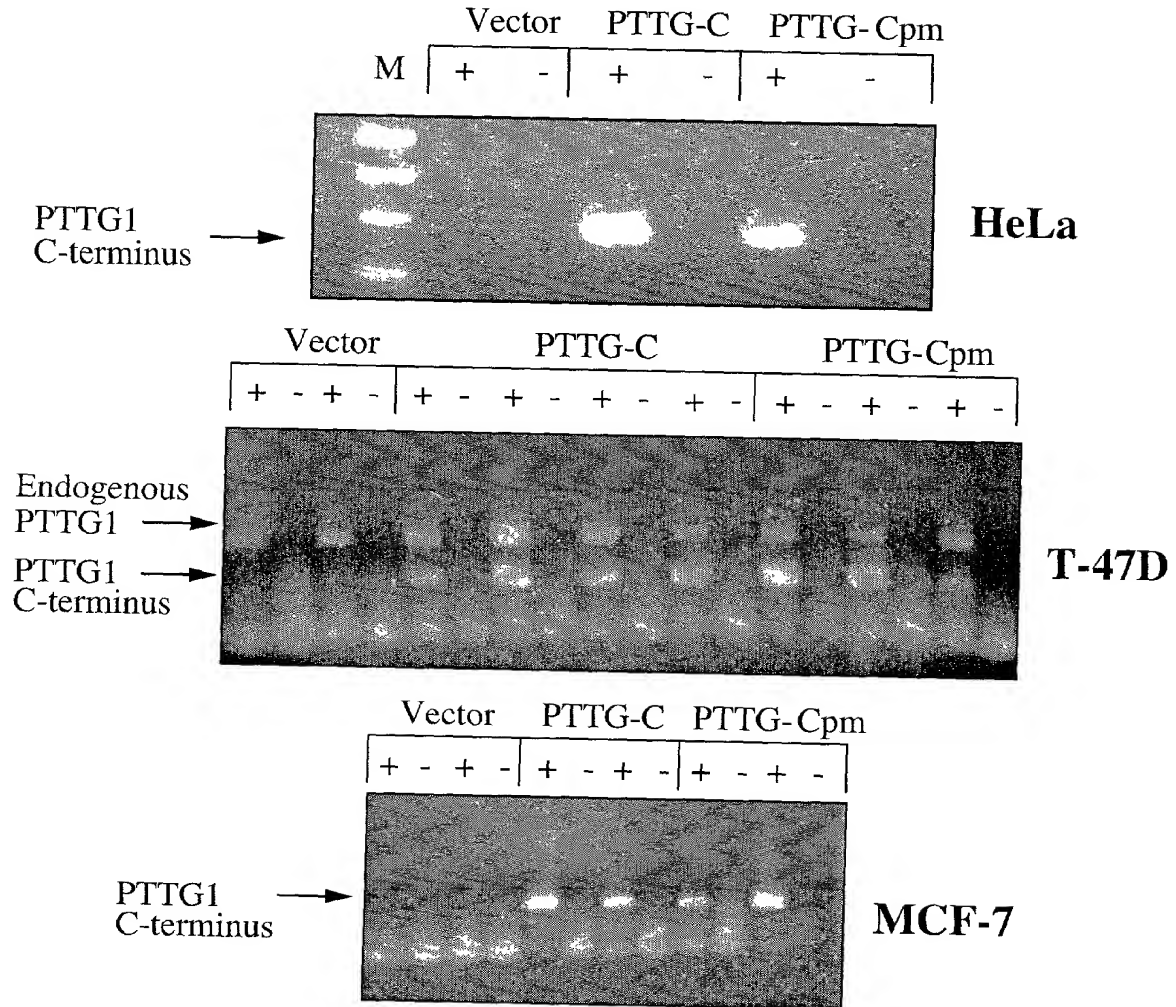 Vector PTTG-C PTTG-Cpm
M + - + - + -
PTTG1
C-terminus
HeLa
Vector PTTG-C PTTG-Cpm
+ - + - + - + - + - + - + - + - + -
Endogenous
PTTG1
PTTG1
C-terminus
T-47D
Vector PTTG-C PTTG-Cpm
+ - + - + - + - + - + -
PTTG1
C-terminus
MCF-7